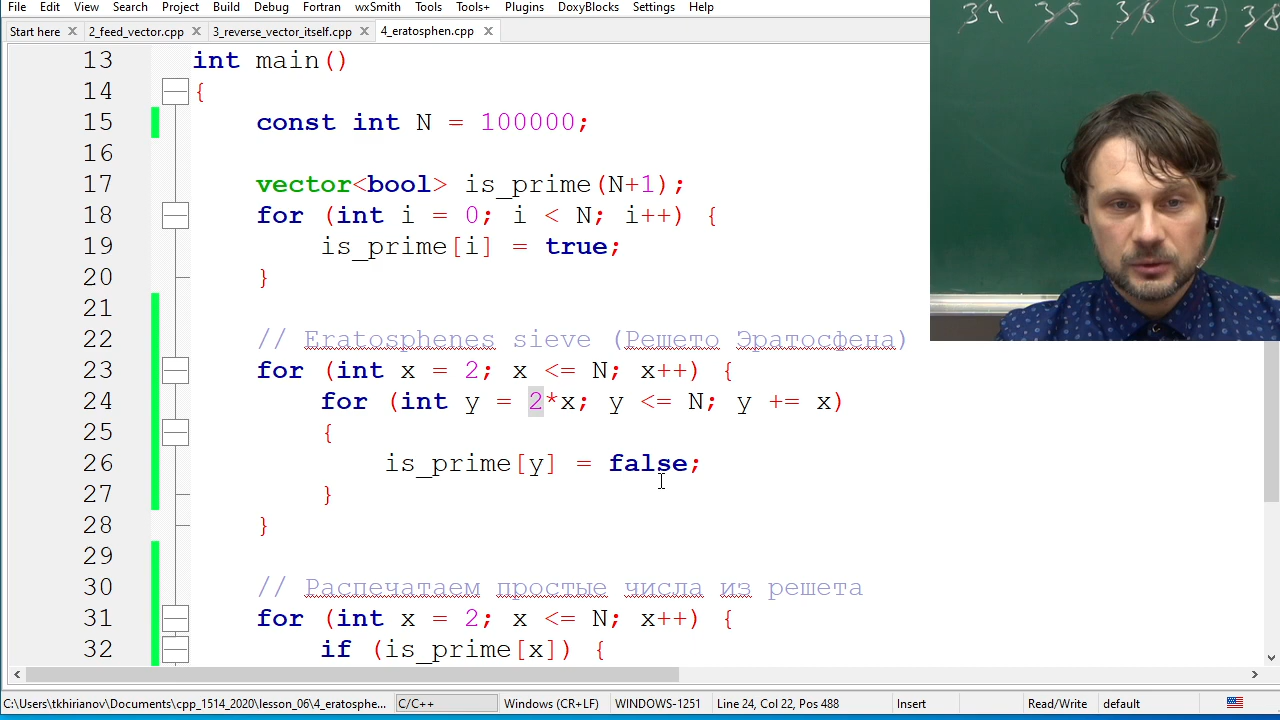 File Edit View Search Project Build Debug Fortran wxSmith Tools Tools+ Plugins DoxyBlocks Settings Help
Start here 2_feed_vector.cpp 3_reverse_vector_itself.cpp 4_eratosphen.cpp
34 35 36 37 38
13 int main()
14 {
15 const int N = 100000;
16
17 vector<bool> is_prime(N+1);
18 for (int i = 0; i < N; i++) {
19 is_prime[i] = true;
20 }
21
22 // Eratosphenes sieve (Решето Эратосфена)
23 for (int x = 2; x <= N; x++) {
24 for (int y = 2*x; y <= N; y += x)
25 {
26 is_prime[y] = false;
27 }
28 }
29
30 // Распечатаем простые числа из решета
31 for (int x = 2; x <= N; x++) {
32 if (is_prime[x]) {
C:\Users\tkhirianov\Documents\cpp_1514_2020\lesson_06\4_eratosphe... C/C++ Windows (CR+LF) WINDOWS-1251 Line 24, Col 22, Pos 488 Insert Read/Write default